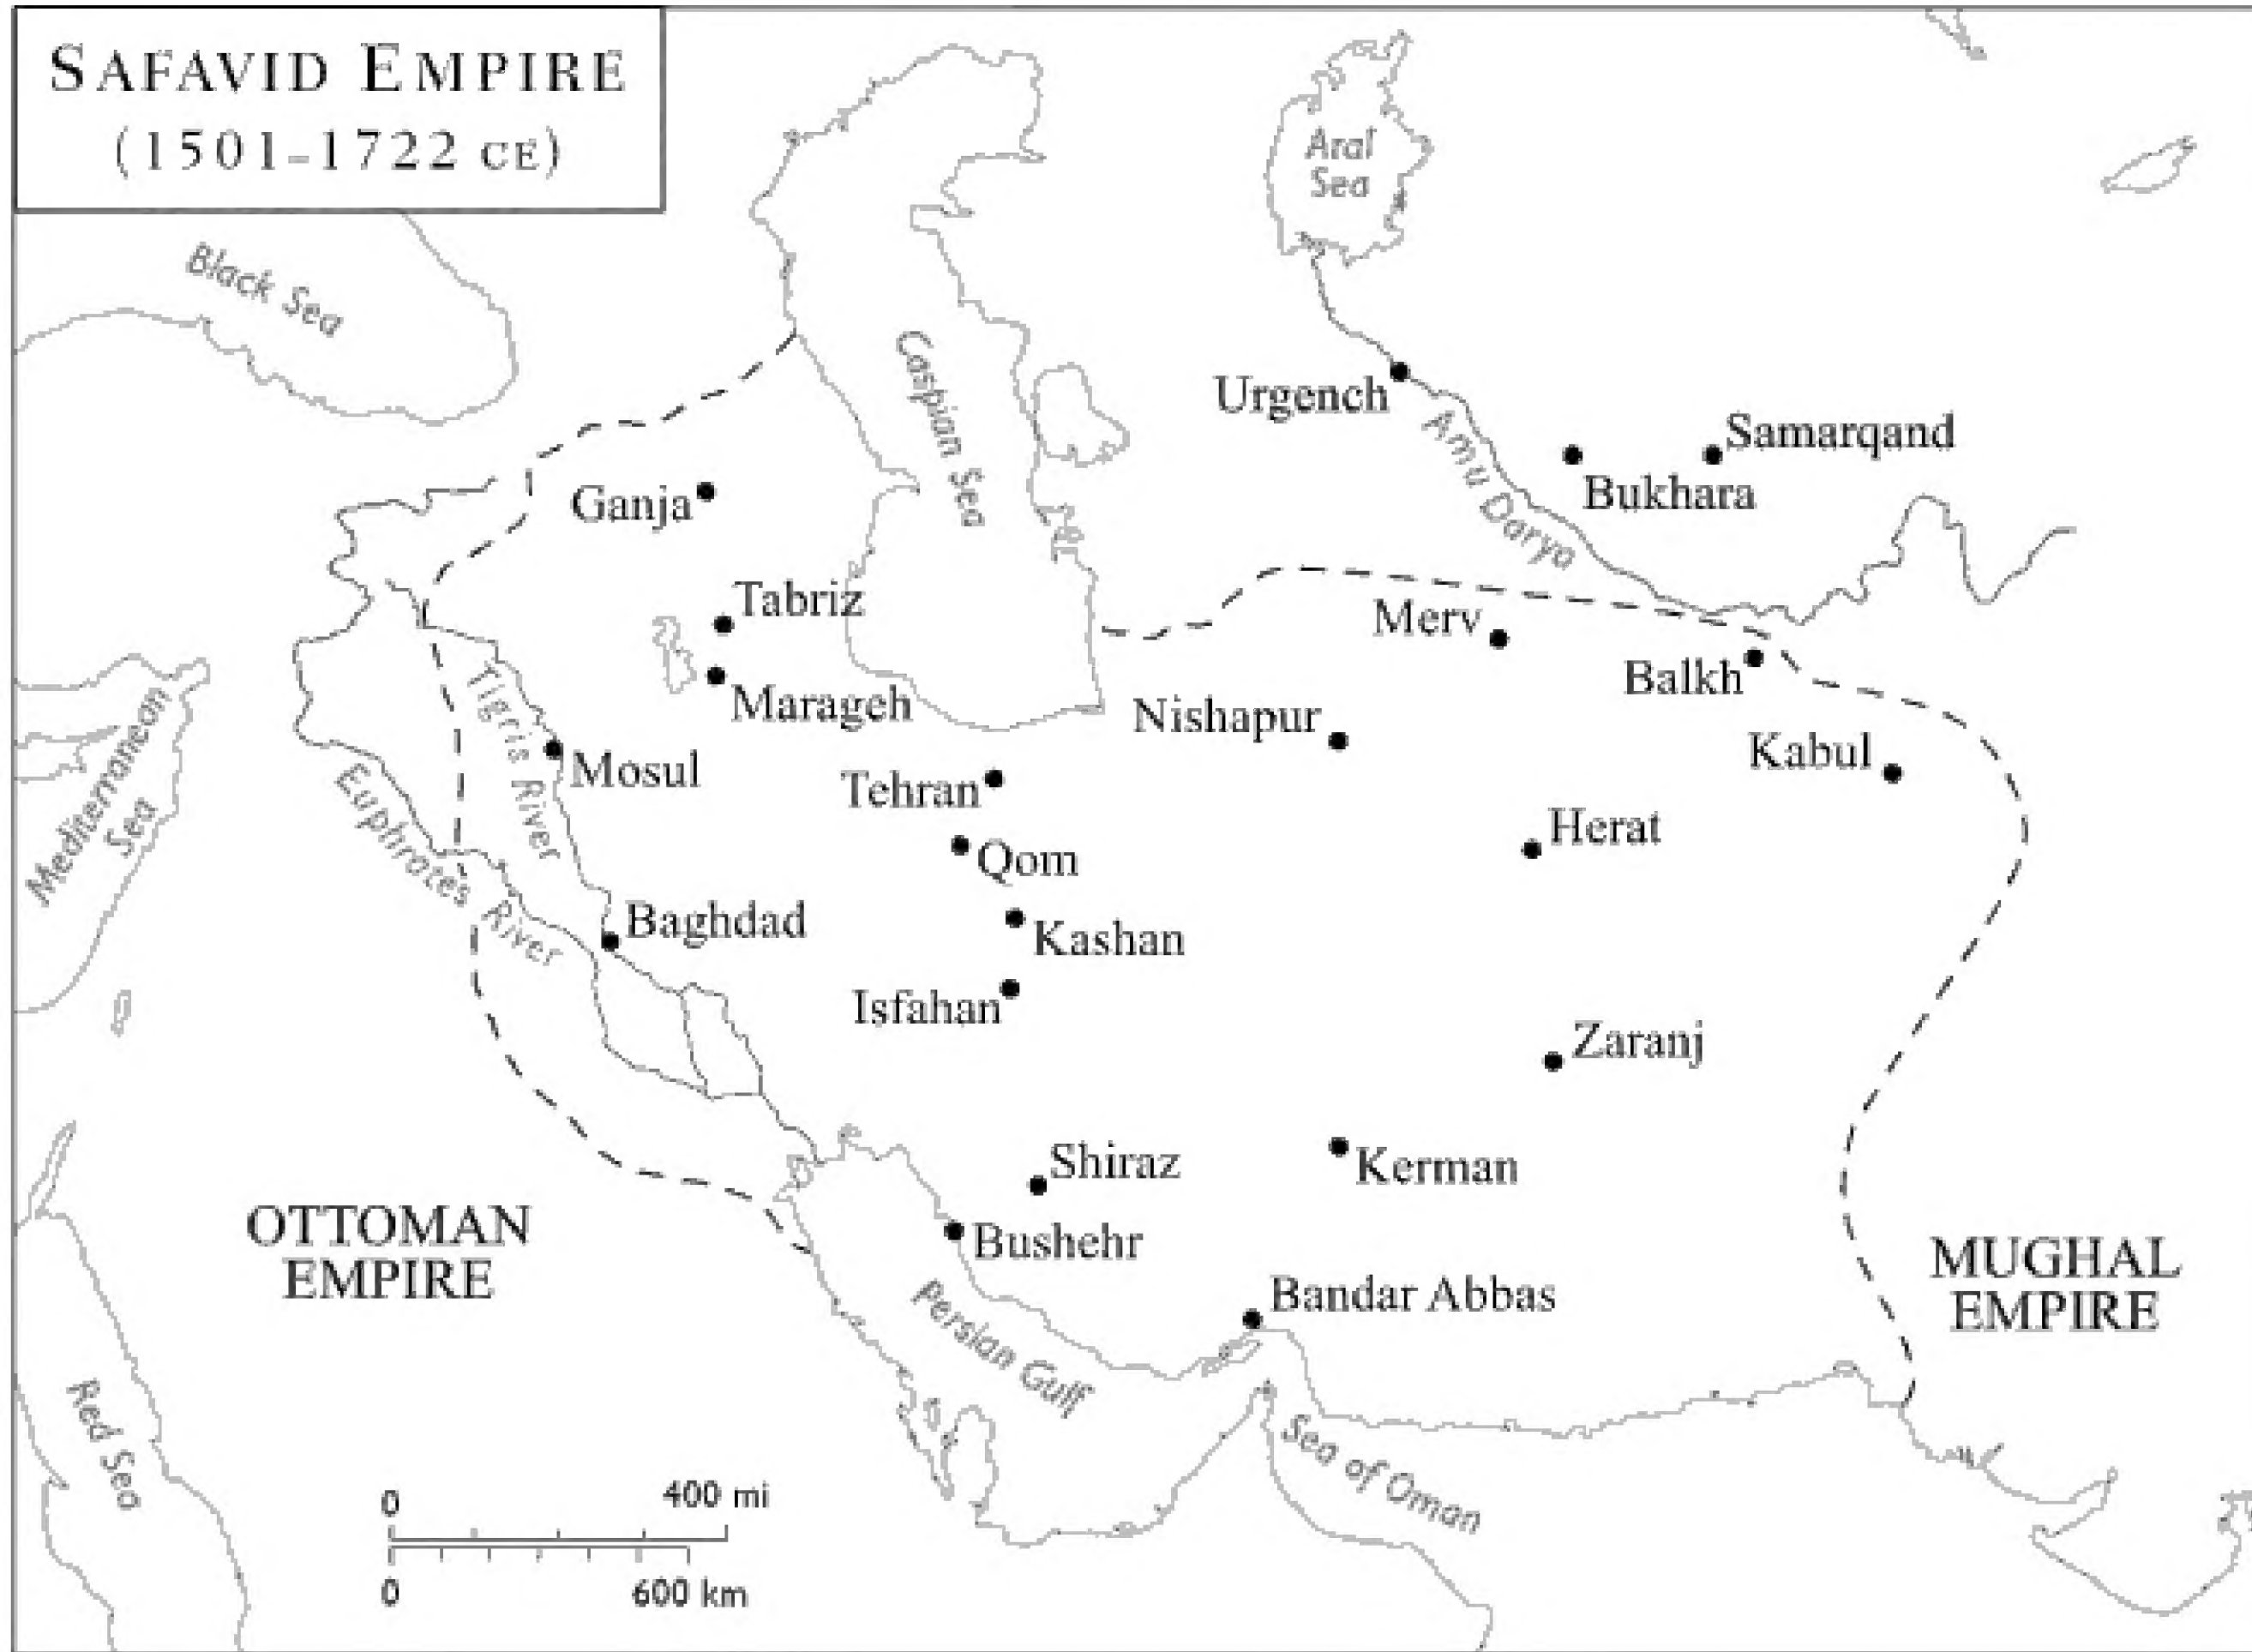 SAFAVID EMPIRE
(1501–1722 CE)
Aral
Sea
Black Sea
Caspian Sea
Urgench
Amu Darya
Samarqand
Bukhara
Ganja
Tabriz
Merv
Balkh
Marageh
Tigris River
Nishapur
Mediterranean
Sea
Mosul
Kabul
Tehran
Euphrates River
Herat
Qom
Baghdad
Kashan
Isfahan
Zaranj
Shiraz
Kerman
OTTOMAN
EMPIRE
Bushehr
MUGHAL
EMPIRE
Bandar Abbas
Persian Gulf
Red Sea
Sea of Oman
0 400 mi
0 600 km